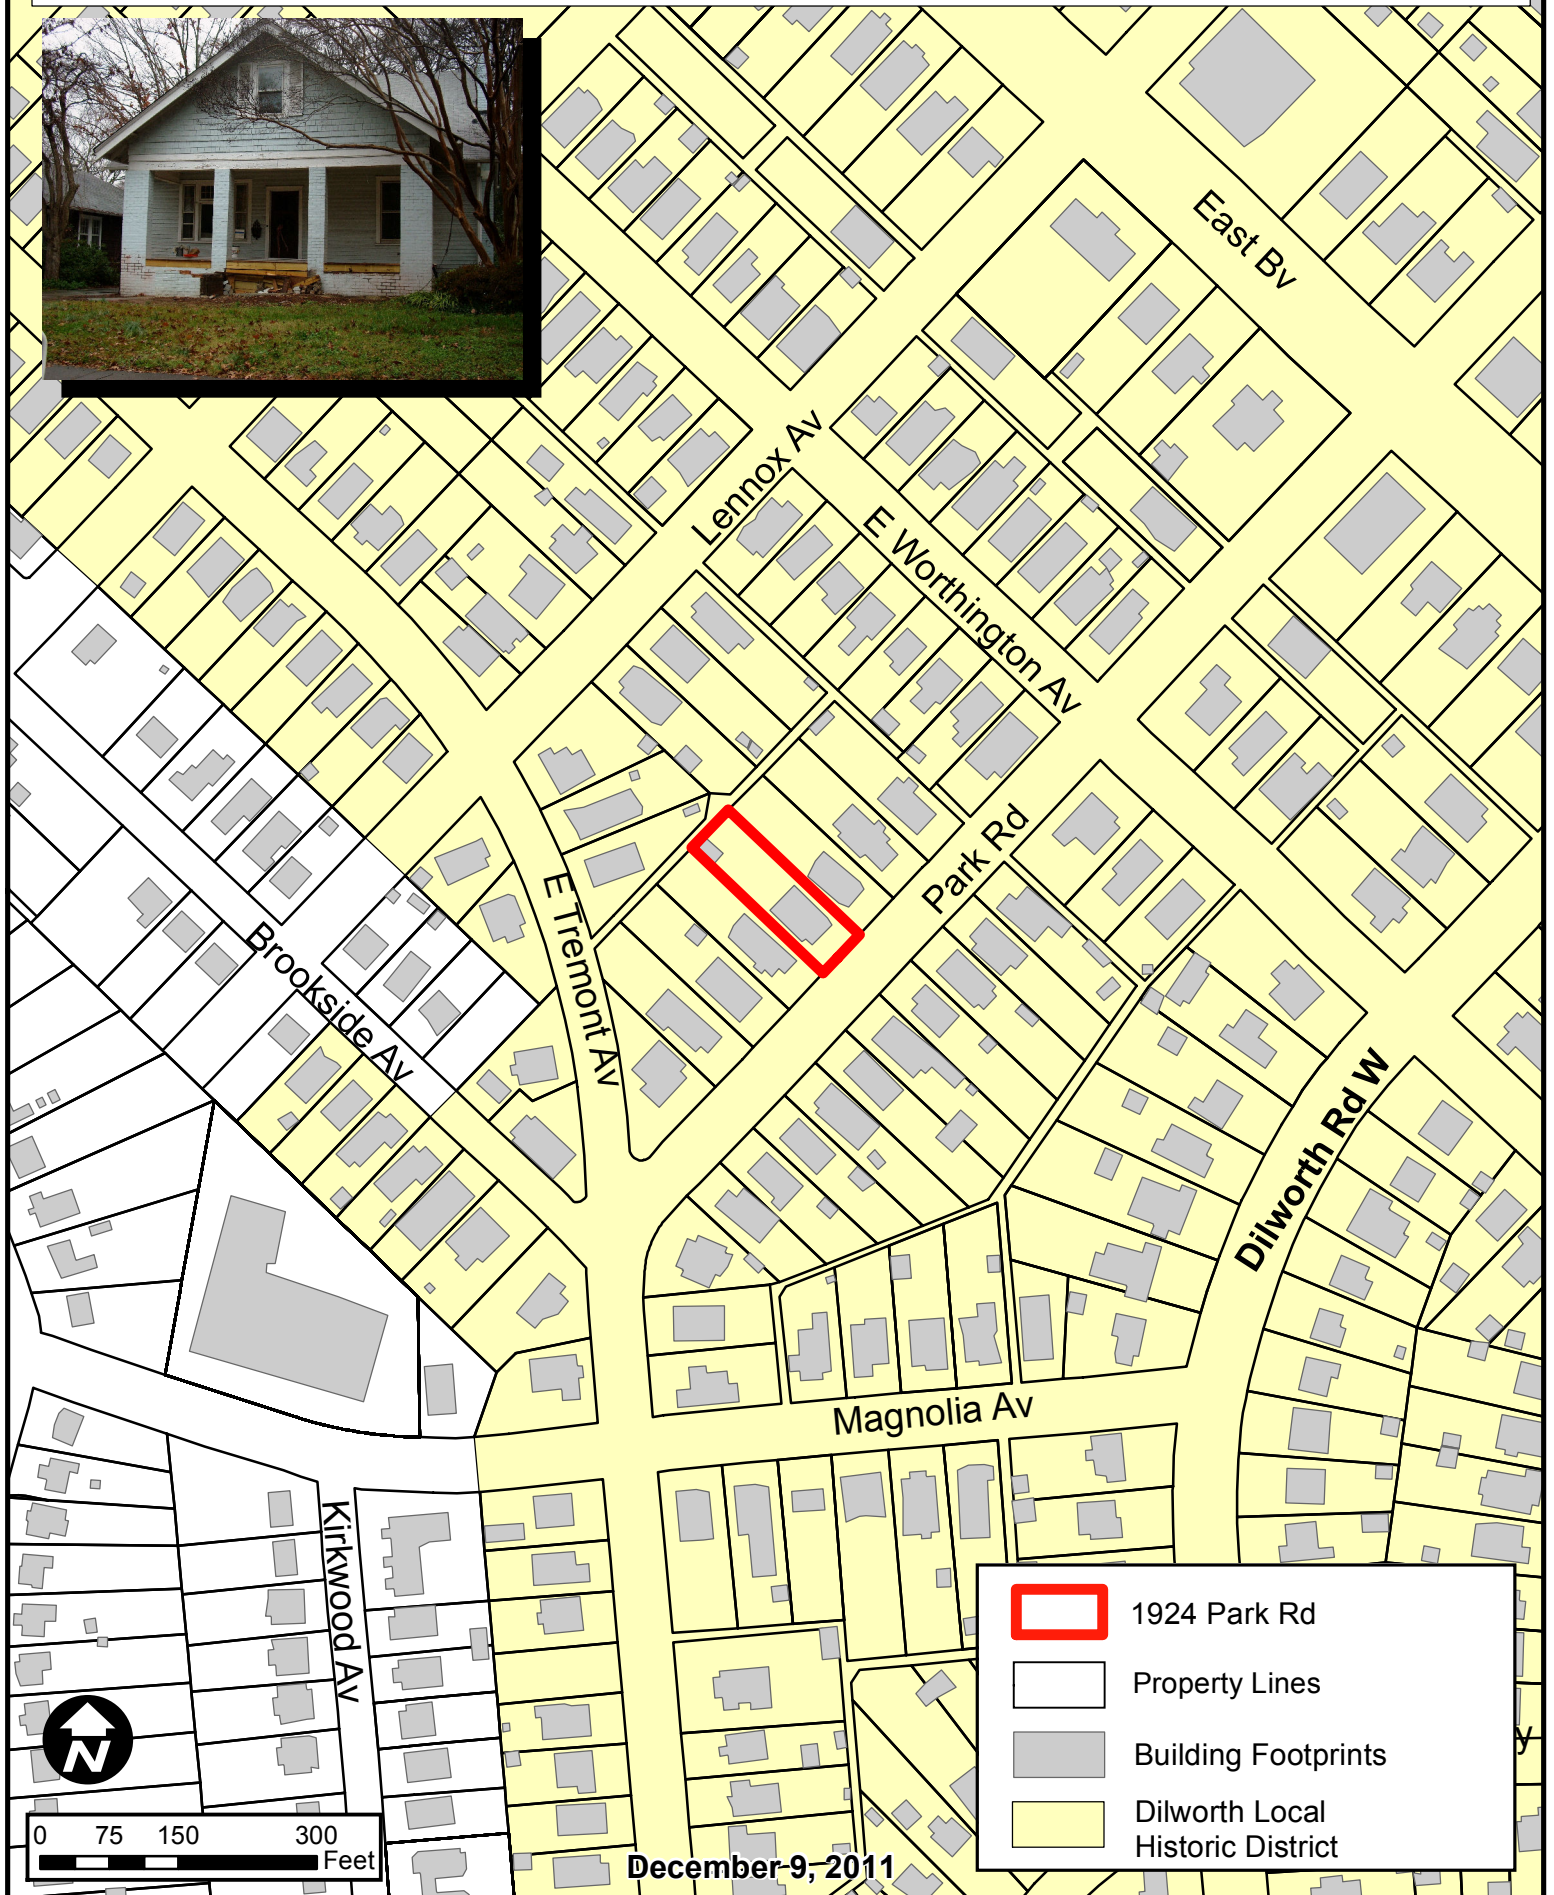 East Bv
Lennox Av
E Worthington Av
Park Rd
E Tremont Av
Brookside Av
Dilworth Rd W
Magnolia Av
Kirkwood Av
1924 Park Rd
Property Lines
Building Footprints
Dilworth Local
Historic District
y
N
0 75 150 300
Feet
December 9, 2011